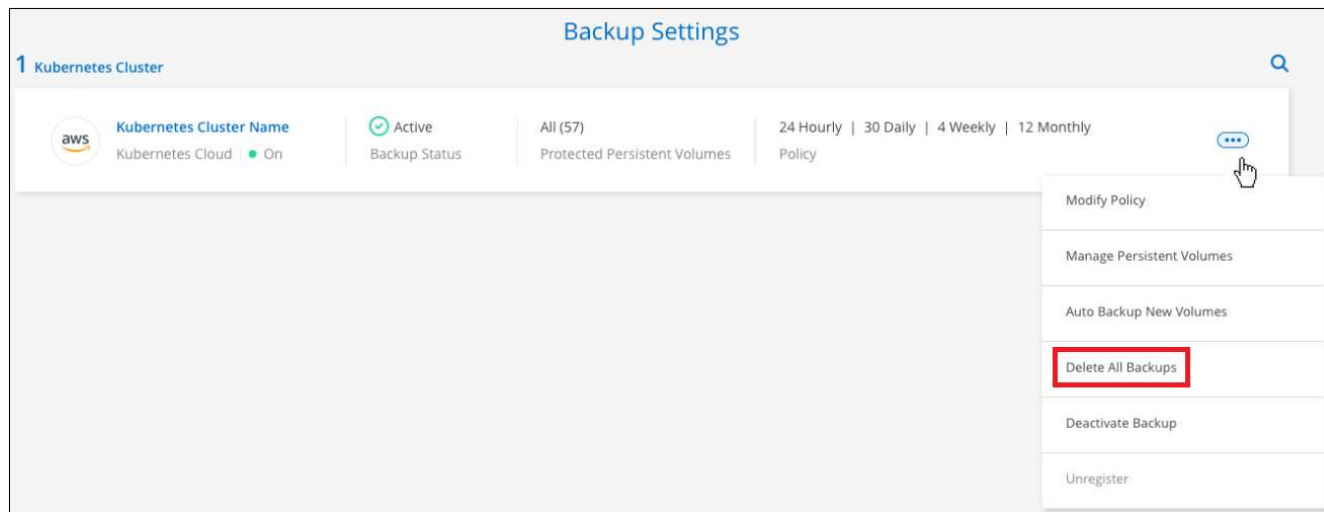 Backup Settings
1 Kubernetes Cluster
aws
Kubernetes Cluster Name
Kubernetes Cloud | On
Active
Backup Status
All (57)
Protected Persistent Volumes
24 Hourly | 30 Daily | 4 Weekly | 12 Monthly
Policy
Modify Policy
Manage Persistent Volumes
Auto Backup New Volumes
Delete All Backups
Deactivate Backup
Unregister